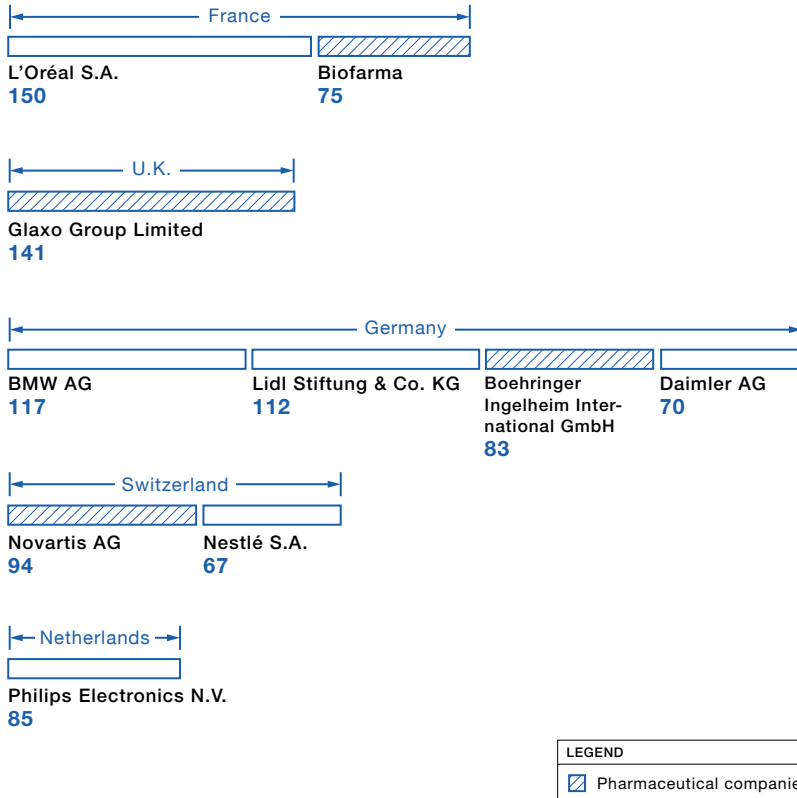 France
L’Oréal S.A.
150
Biofarma
75
U.K.
Glaxo Group Limited
141
Germany
BMW AG
117
Lidl Stiftung & Co. KG
112
Boehringer
Ingelheim Inter-
national GmbH
83
Daimler AG
70
Switzerland
Novartis AG
94
Nestlé S.A.
67
Netherlands
Philips Electronics N.V.
85
LEGEND
Pharmaceutical companie